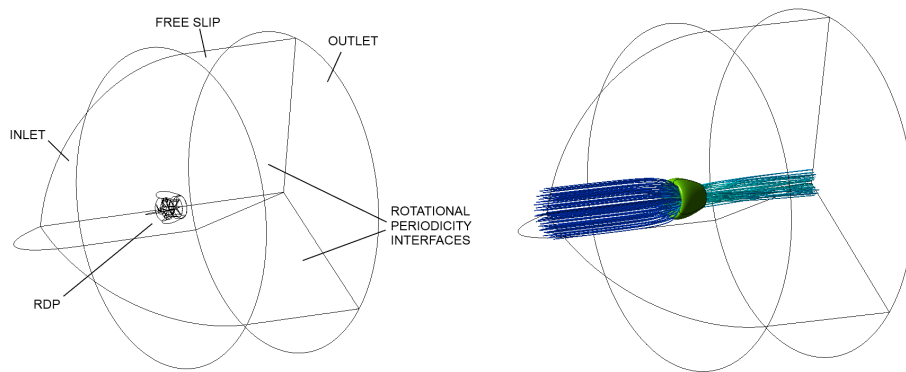 FREE SLIP
OUTLET
INLET
ROTATIONAL
PERIODICITY
INTERFACES
RDP